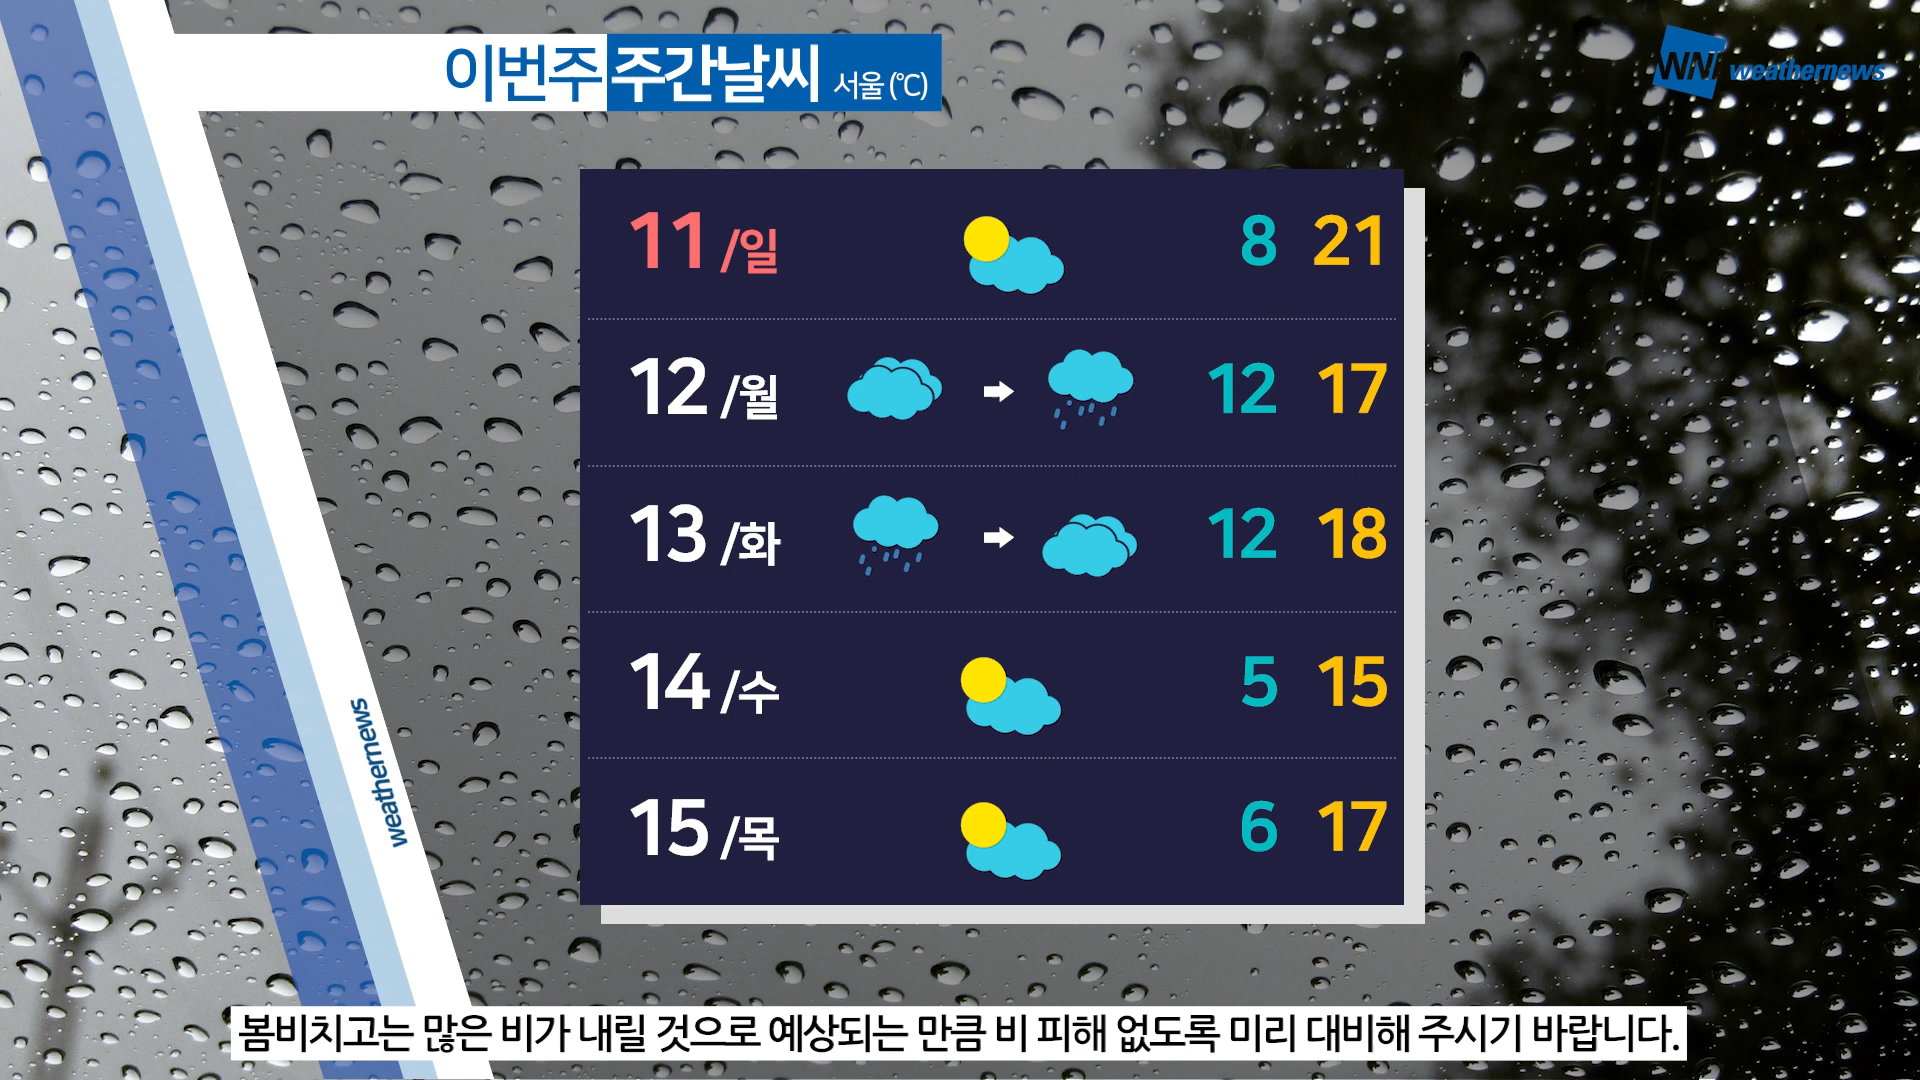 이번주 주간날씨 서울 (℃)
WNI weathernews
11 /일 8 21
12 /월 12 17
13 /화 12 18
14 /수 5 15
15 /목 6 17
weathernews
봄비치고는 많은 비가 내릴 것으로 예상되는 만큼 비 피해 없도록 미리 대비해 주시기 바랍니다.